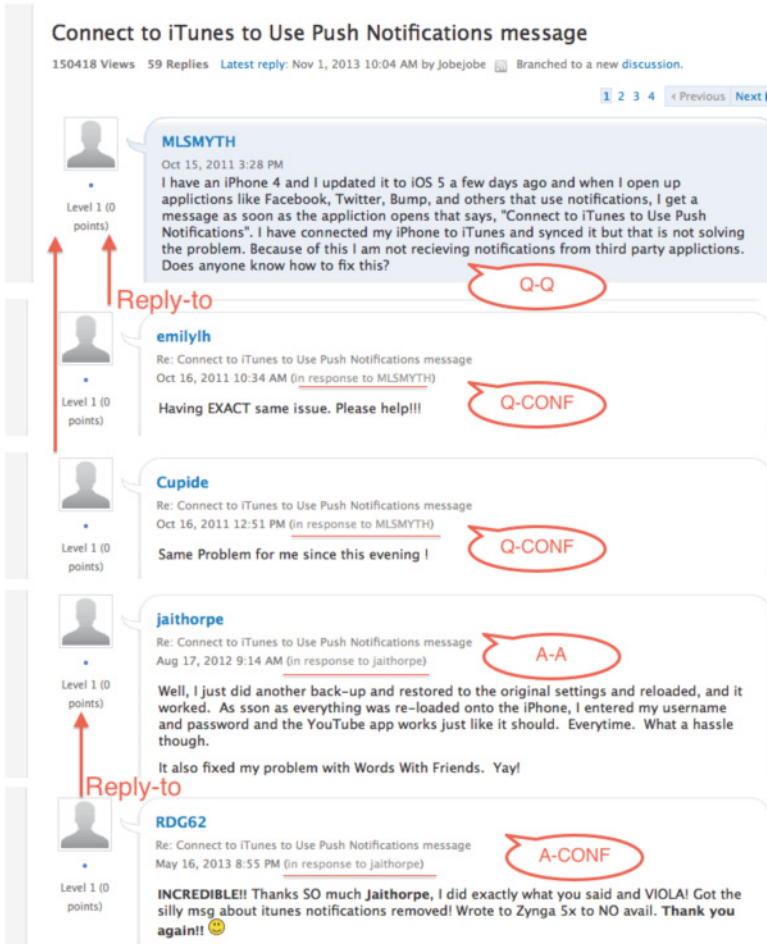 Connect to iTunes to Use Push Notifications message
150418 Views 59 Replies Latest reply: Nov 1, 2013 10:04 AM by Jobejobe Branched to a new discussion.
1 2 3 4 Previous Next
MLSMYTH
Oct 15, 2011 3:28 PM
Level 1 (0
points)
I have an iPhone 4 and I updated it to iOS 5 a few days ago and when I open up
applictions like Facebook, Twitter, Bump, and others that use notifications, I get a
message as soon as the appliction opens that says, "Connect to iTunes to Use Push
Notifications". I have connected my iPhone to iTunes and synced it but that is not solving
the problem. Because of this I am not recieving notifications from third party applictions.
Does anyone know how to fix this?
Q-Q
Reply-to
emilylh
Re: Connect to iTunes to Use Push Notifications message
Oct 16, 2011 10:34 AM (in response to MLSMYTH)
Level 1 (0
points)
Having EXACT same issue. Please help!!!
Q-CONF
Cupide
Re: Connect to iTunes to Use Push Notifications message
Oct 16, 2011 12:51 PM (in response to MLSMYTH)
Level 1 (0
points)
Same Problem for me since this evening !
Q-CONF
jaithorpe
Re: Connect to iTunes to Use Push Notifications message
Aug 17, 2012 9:14 AM (in response to jaithorpe)
A-A
Level 1 (0
points)
Well, I just did another back-up and restored to the original settings and reloaded, and it
worked. As sson as everything was re-loaded onto the iPhone, I entered my username
and password and the YouTube app works just like it should. Everytime. What a hassle
though.
It also fixed my problem with Words With Friends. Yay!
Reply-to
RDG62
Re: Connect to iTunes to Use Push Notifications message
May 16, 2013 8:55 PM (in response to jaithorpe)
A-CONF
Level 1 (0
points)
INCREDIBLE!! Thanks SO much Jaithorpe, I did exactly what you said and VIOLA! Got the
silly msg about itunes notifications removed! Wrote to Zynga 5x to NO avail. Thank you
again!!